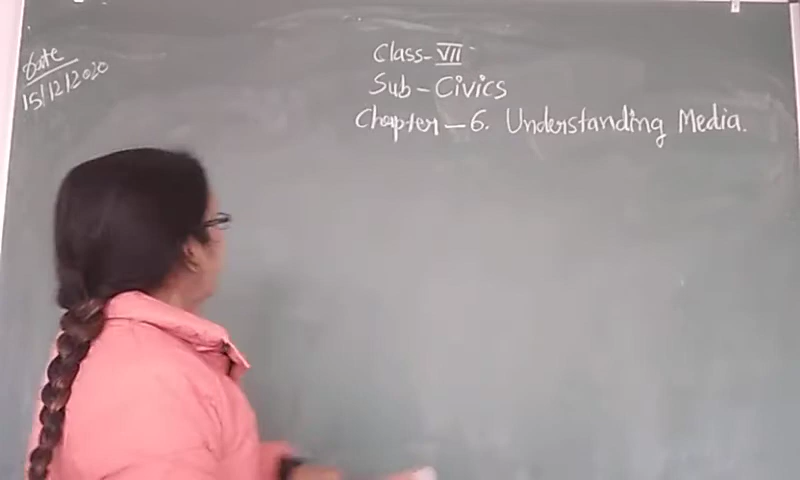 Date
15/12/2020
Class-VII
Sub-Civics
Chapter-6. Understanding Media.